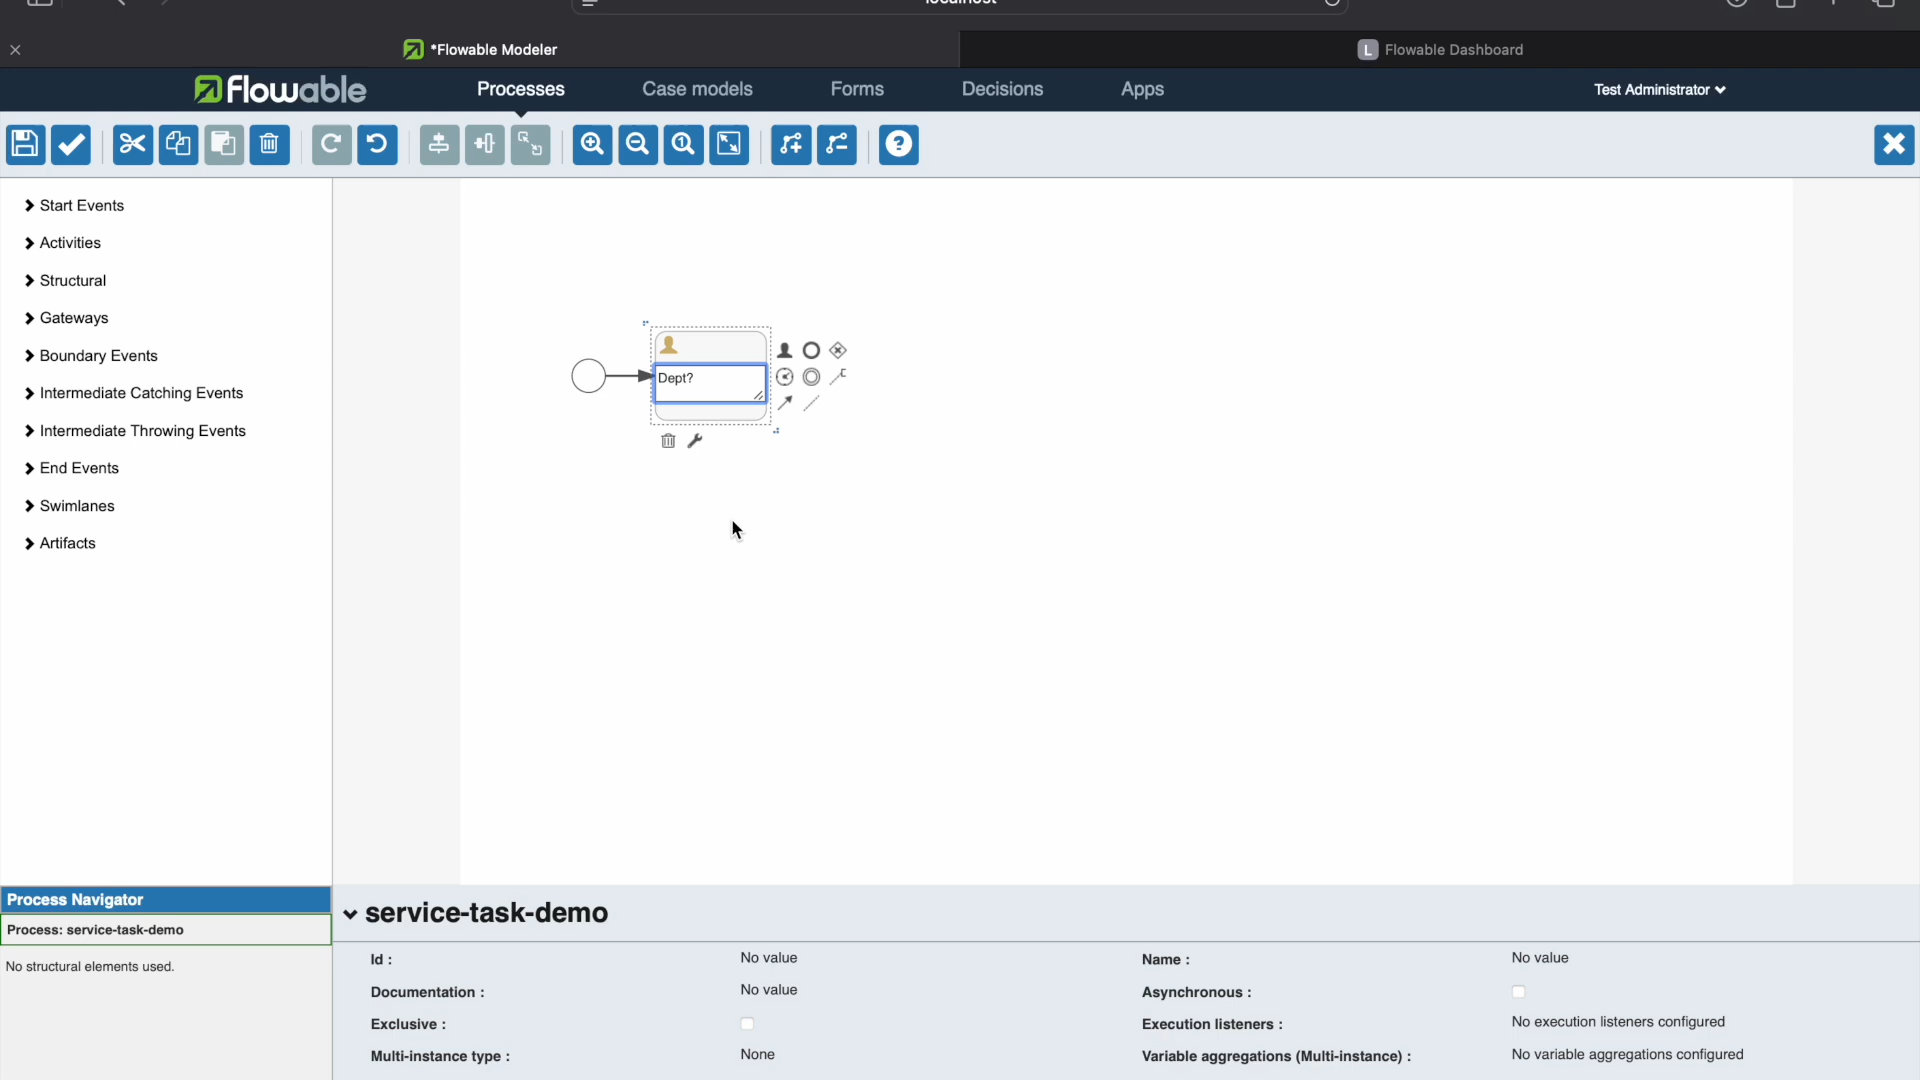 *Flowable Modeler
L Flowable Dashboard
flowable
Processes
Case models
Forms
Decisions
Apps
Test Administrator
Start Events
Activities
Structural
Gateways
Boundary Events
Intermediate Catching Events
Intermediate Throwing Events
End Events
Swimlanes
Artifacts
Dept?
Process Navigator
Process: service-task-demo
No structural elements used.
service-task-demo
Id : No value
Name : No value
Documentation : No value
Asynchronous :
Exclusive :
Execution listeners : No execution listeners configured
Multi-instance type : None
Variable aggregations (Multi-instance) : No variable aggregations configured